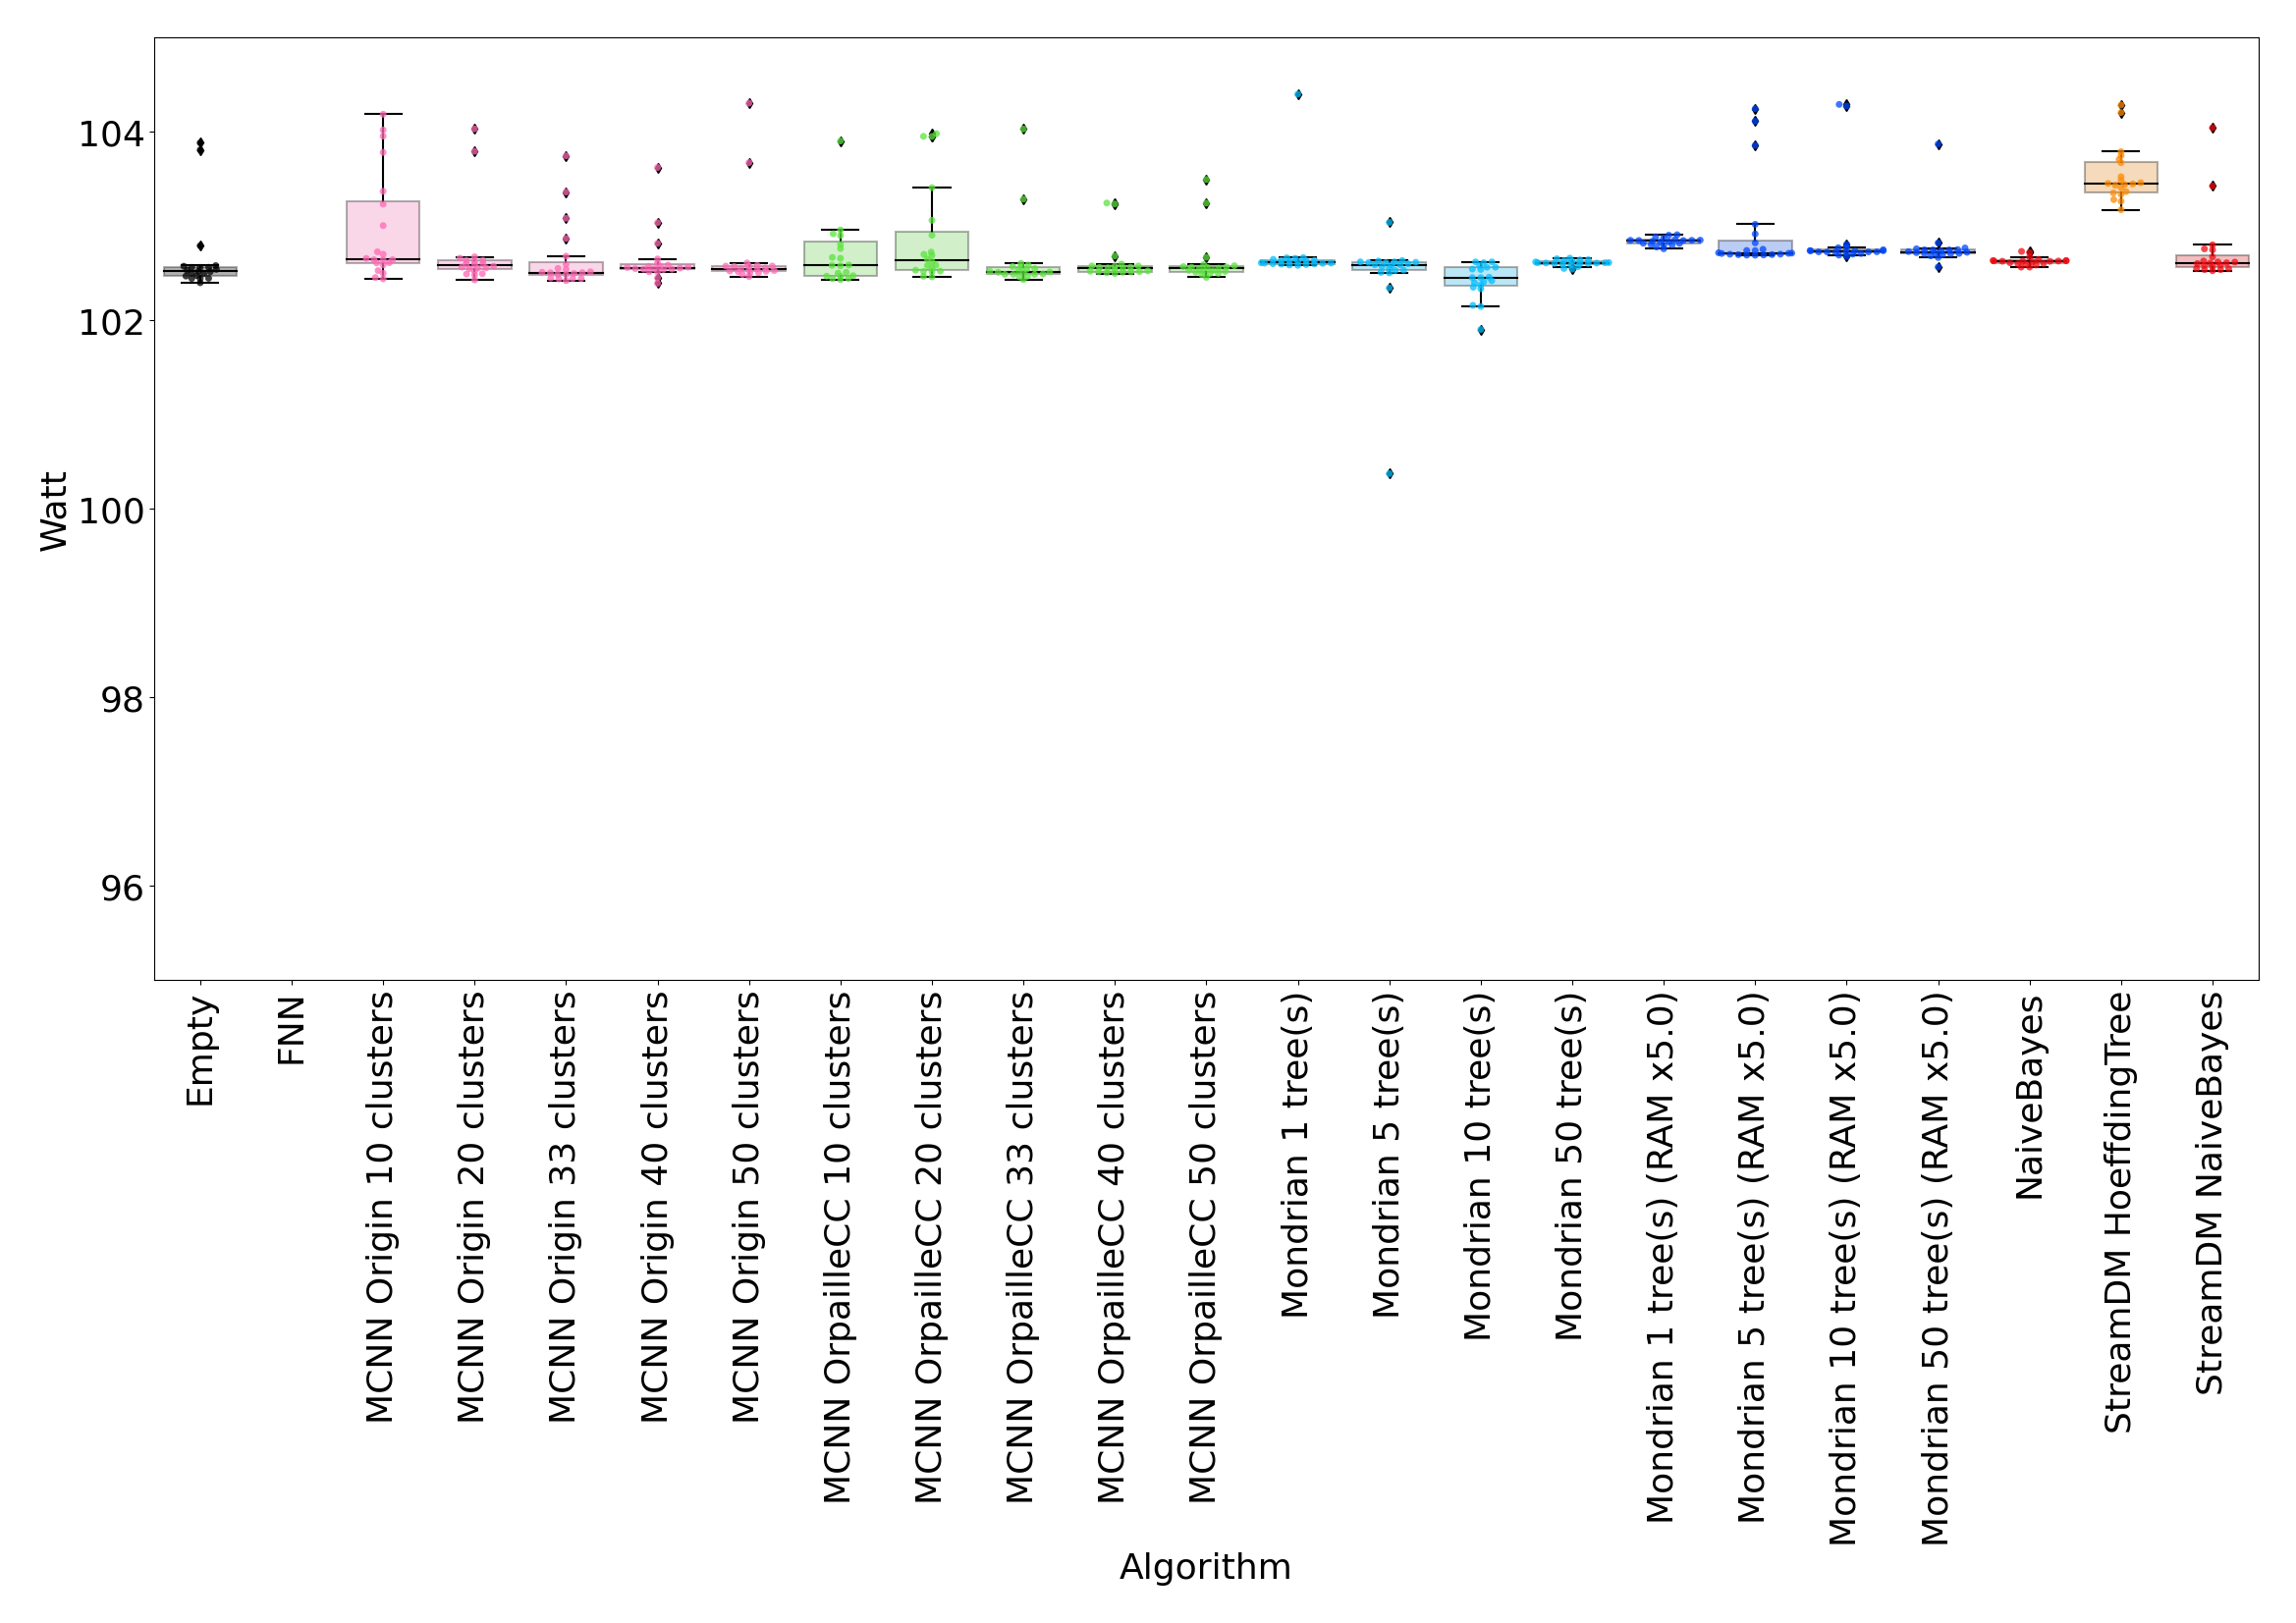 Watt
104
102
100
98
96
Empty
FNN
MCNN Origin 10 clusters
MCNN Origin 20 clusters
MCNN Origin 33 clusters
MCNN Origin 40 clusters
MCNN Origin 50 clusters
MCNN OrpailleCC 10 clusters
MCNN OrpailleCC 20 clusters
MCNN OrpailleCC 33 clusters
MCNN OrpailleCC 40 clusters
MCNN OrpailleCC 50 clusters
Mondrian 1 tree(s)
Mondrian 5 tree(s)
Mondrian 10 tree(s)
Mondrian 50 tree(s)
Mondrian 1 tree(s) (RAM x5.0)
Mondrian 5 tree(s) (RAM x5.0)
Mondrian 10 tree(s) (RAM x5.0)
Mondrian 50 tree(s) (RAM x5.0)
NaiveBayes
StreamDM HoeffdingTree
StreamDM NaiveBayes
Algorithm